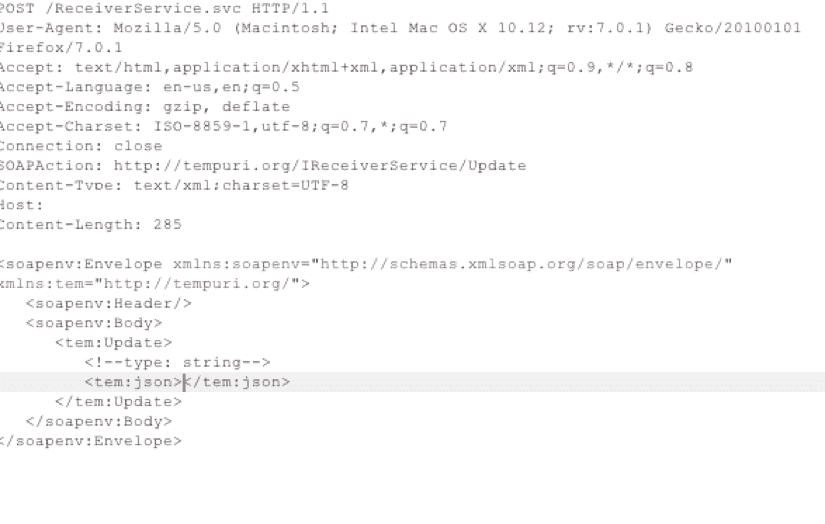 POST /ReceiverService.svc HTTP/1.1
User-Agent: Mozilla/5.0 (Macintosh; Intel Mac OS X 10.12; rv:7.0.1) Gecko/20100101
Firefox/7.0.1
Accept: text/html,application/xhtml+xml,application/xml;q=0.9,*/*;q=0.8
Accept-Language: en-us,en;q=0.5
Accept-Encoding: gzip, deflate
Accept-Charset: ISO-8859-1,utf-8;q=0.7,*;q=0.7
Connection: close
SOAPAction: http://tempuri.org/IReceiverService/Update
Content-Type: text/xml;charset=UTF-8
Host:
Content-Length: 285
<soapenv:Envelope xmlns:soapenv="http://schemas.xmlsoap.org/soap/envelope/"
xmlns:tem="http://tempuri.org/">
<soapenv:Header/>
<soapenv:Body>
<tem:Update>
<!--type: string-->
<tem:json></tem:json>
</tem:Update>
</soapenv:Body>
</soapenv:Envelope>